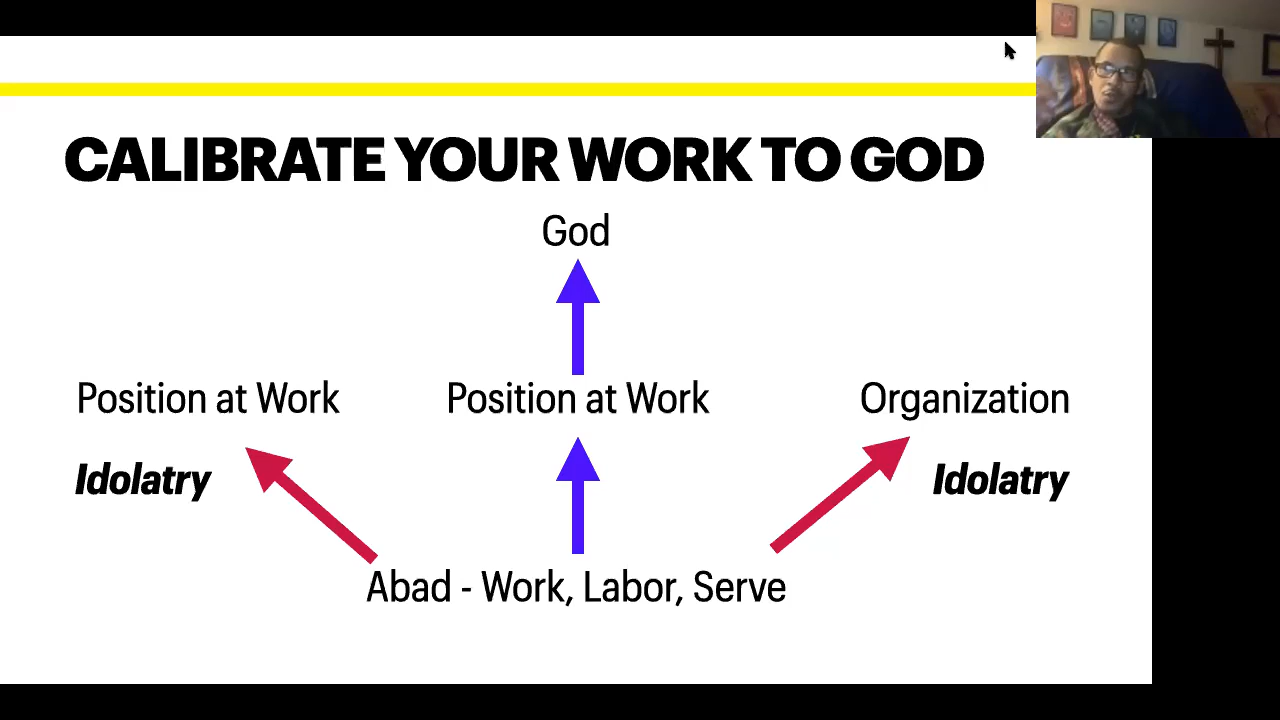 CALIBRATE YOUR WORK TO GOD
God
Position at Work
Position at Work
Organization
Idolatry
Idolatry
Abad - Work, Labor, Serve